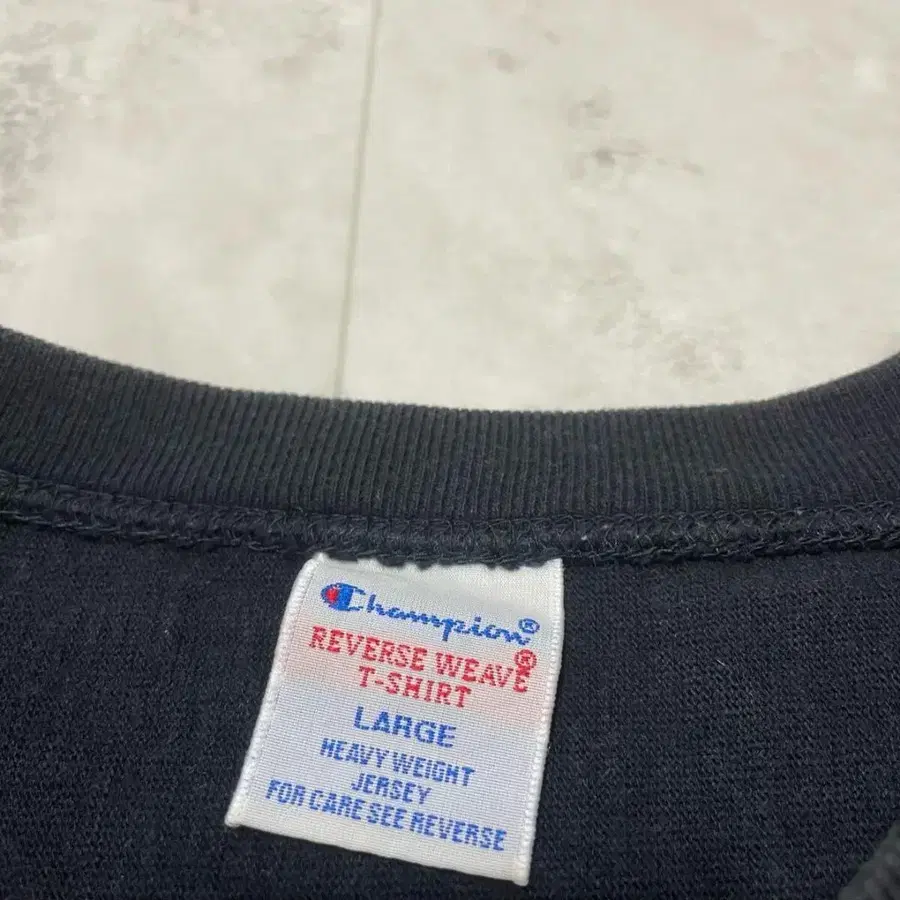 Champion®
REVERSE WEAVE®
T-SHIRT
LARGE
HEAVY WEIGHT
JERSEY
FOR CARE SEE REVERSE